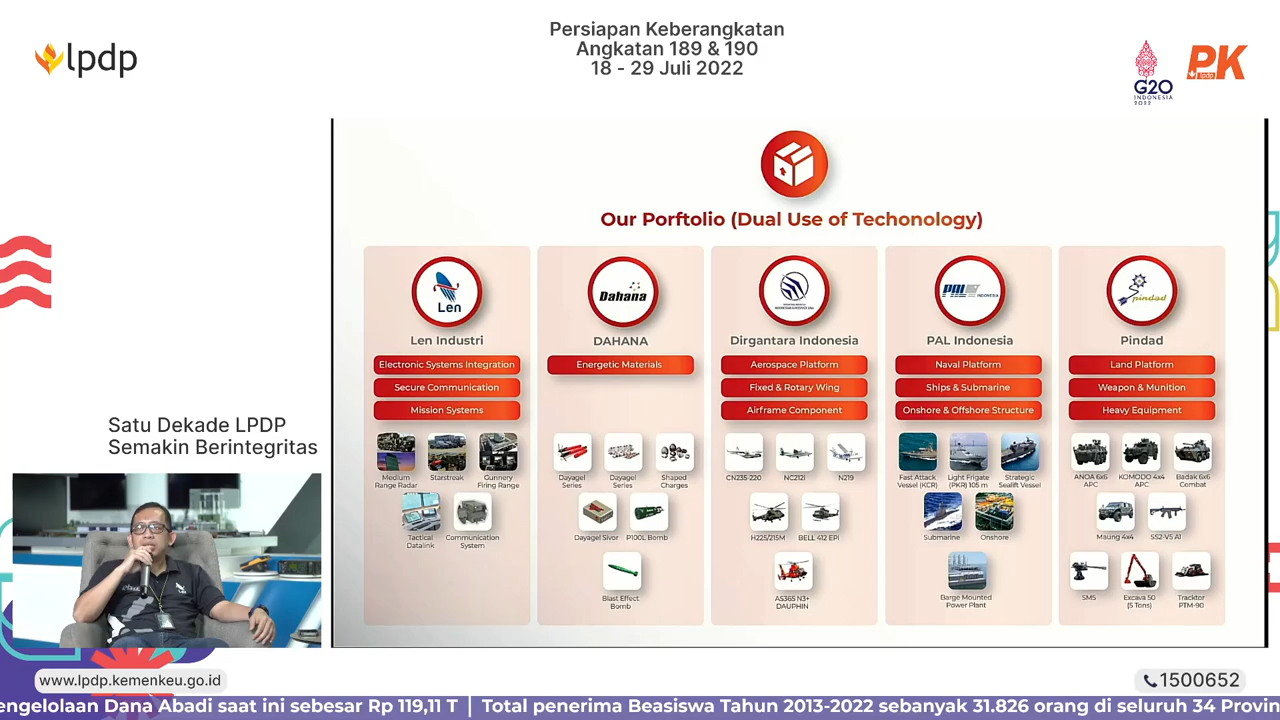 lpdp
Persiapan Keberangkatan
Angkatan 189 & 190
18 - 29 Juli 2022
G20
INDONESIA
2022
PK
lpdp
Our Porftolio (Dual Use of Techonology)
Len
Len Industri
Electronic Systems Integration
Secure Communication
Mission Systems
Medium
Range Radar
Starstreak
Gunnery
Firing Range
Tactical
Datalink
Communication
System
Dahana
DAHANA
Energetic Materials
Dayagel
Series
Dayagel
Series
Shaped
Charges
Dayagel Sivor
P100L Bomb
Blast Effect
Bomb
Dirgantara Indonesia
Aerospace Platform
Fixed & Rotary Wing
Airframe Component
CN235-220
NC212i
N219
H225/215M
BELL 412 EPI
AS365 N3+
DAUPHIN
PAL
INDONESIA
PAL Indonesia
Naval Platform
Ships & Submarine
Onshore & Offshore Structure
Fast Attack
Vessel (KCR)
Light Frigate
(PKR) 105 m
Strategic
Sealift Vessel
Submarine
Onshore
Barge Mounted
Power Plant
pindad
Pindad
Land Platform
Weapon & Munition
Heavy Equipment
ANOA 6x6
APC
KOMODO 4x4
APC
Badak 6x6
Combat
Maung 4x4
SS2-V5 A1
SM5
Excava 50
(5 Tons)
Tracktor
PTM-90
Satu Dekade LPDP
Semakin Berintegritas
www.lpdp.kemenkeu.go.id
1500652
engelolaan Dana Abadi saat ini sebesar Rp 119,11 T | Total penerima Beasiswa Tahun 2013-2022 sebanyak 31.826 orang di seluruh 34 Provin